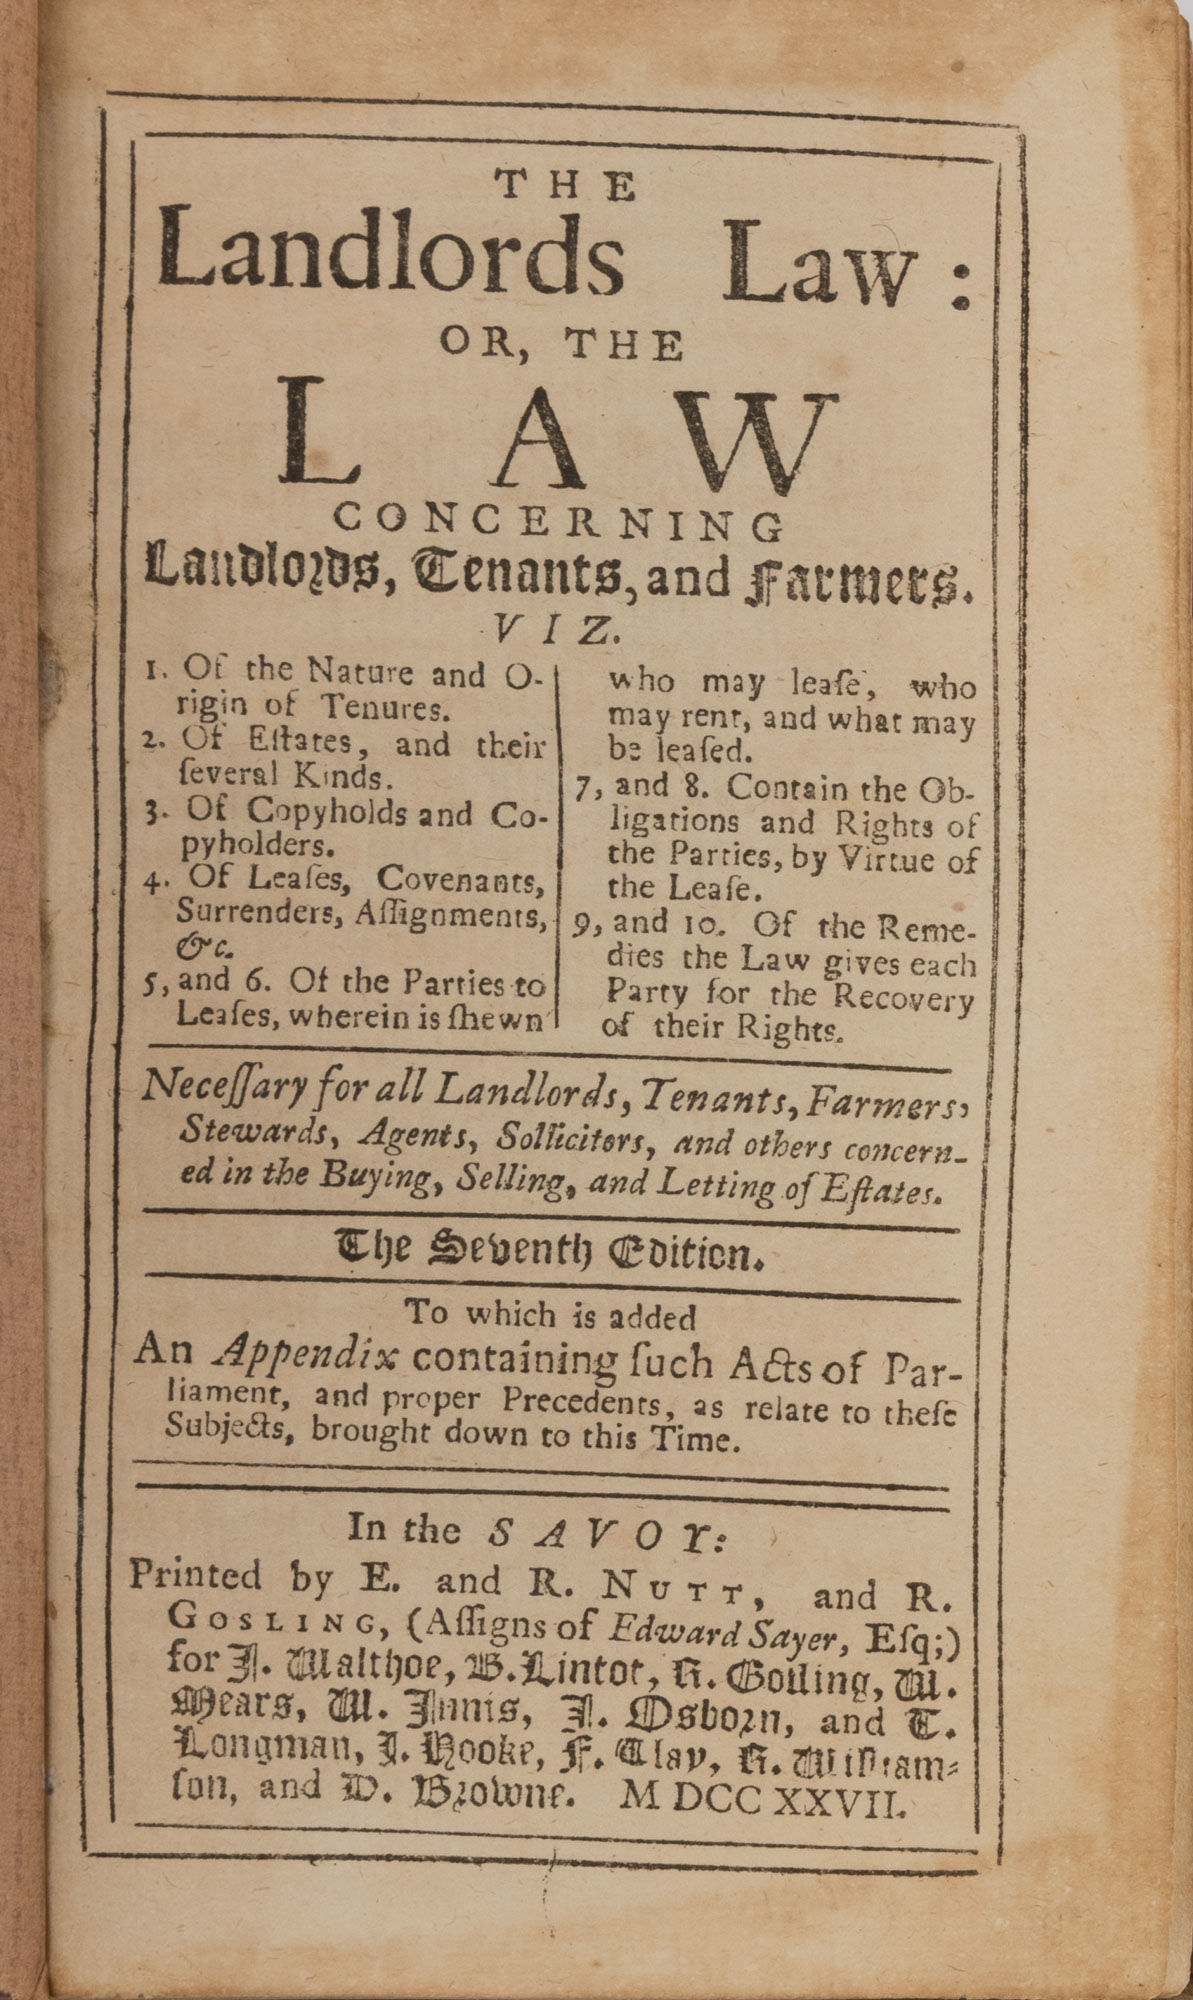 THE
Landlords Law:
OR, THE
LAW
CONCERNING
Landlords, Tenants, and Farmers.
VIZ.
1. Of the Nature and O-
rigin of Tenures.
2. Of Eſtates, and their
ſeveral Kinds.
3. Of Copyholds and Co-
pyholders.
4. Of Leaſes, Covenants,
Surrenders, Aſſignments,
&c.
5, and 6. Of the Parties to
Leaſes, wherein is ſhewn
who may leaſe, who
may rent, and what may
be leaſed.
7, and 8. Contain the Ob-
ligations and Rights of
the Parties, by Virtue of
the Leaſe.
9, and 10. Of the Reme-
dies the Law gives each
Party for the Recovery
of their Rights.
Neceſſary for all Landlords, Tenants, Farmers,
Stewards, Agents, Sollicitors, and others concern-
ed in the Buying, Selling, and Letting of Eſtates.
The Seventh Edition.
To which is added
An Appendix containing ſuch Acts of Par-
liament, and proper Precedents, as relate to theſe
Subjects, brought down to this Time.
In the SAVOY:
Printed by E. and R. NUTT, and R.
GOSLING, (Aſſigns of Edward Sayer, Eſq;)
for J. Walthoe, B. Lintot, R. Goſling, W.
Mears, W. Innis, J. Osborn, and T.
Longman, J. Hooke, F. Clay, R. William-
ſon, and D. Browne. M DCC XXVII.